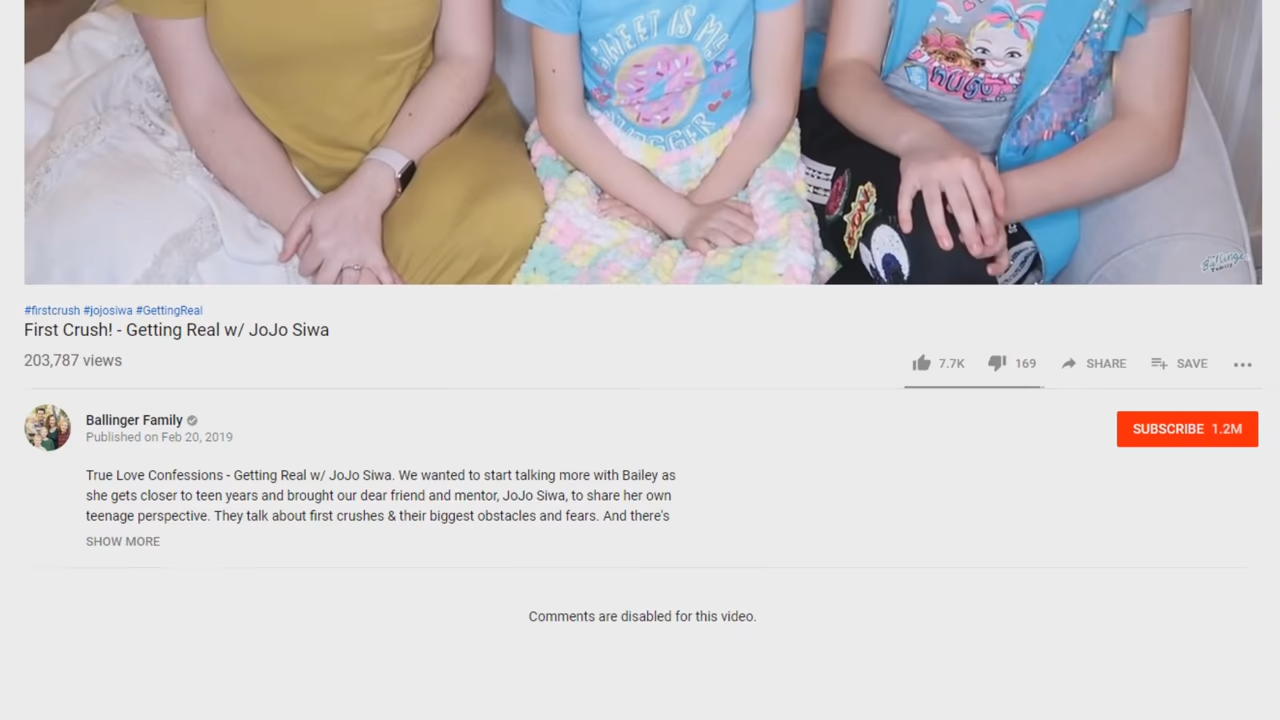 SWEET IS MY
SWAGGER
hugs
BOW
Ballinger
Family
#firstcrush #jojosiwa #GettingReal
First Crush! - Getting Real w/ JoJo Siwa
203,787 views
7.7K 169 SHARE SAVE
Ballinger Family
Published on Feb 20, 2019
SUBSCRIBE 1.2M
True Love Confessions - Getting Real w/ JoJo Siwa. We wanted to start talking more with Bailey as
she gets closer to teen years and brought our dear friend and mentor, JoJo Siwa, to share her own
teenage perspective. They talk about first crushes & their biggest obstacles and fears. And there's
SHOW MORE
Comments are disabled for this video.